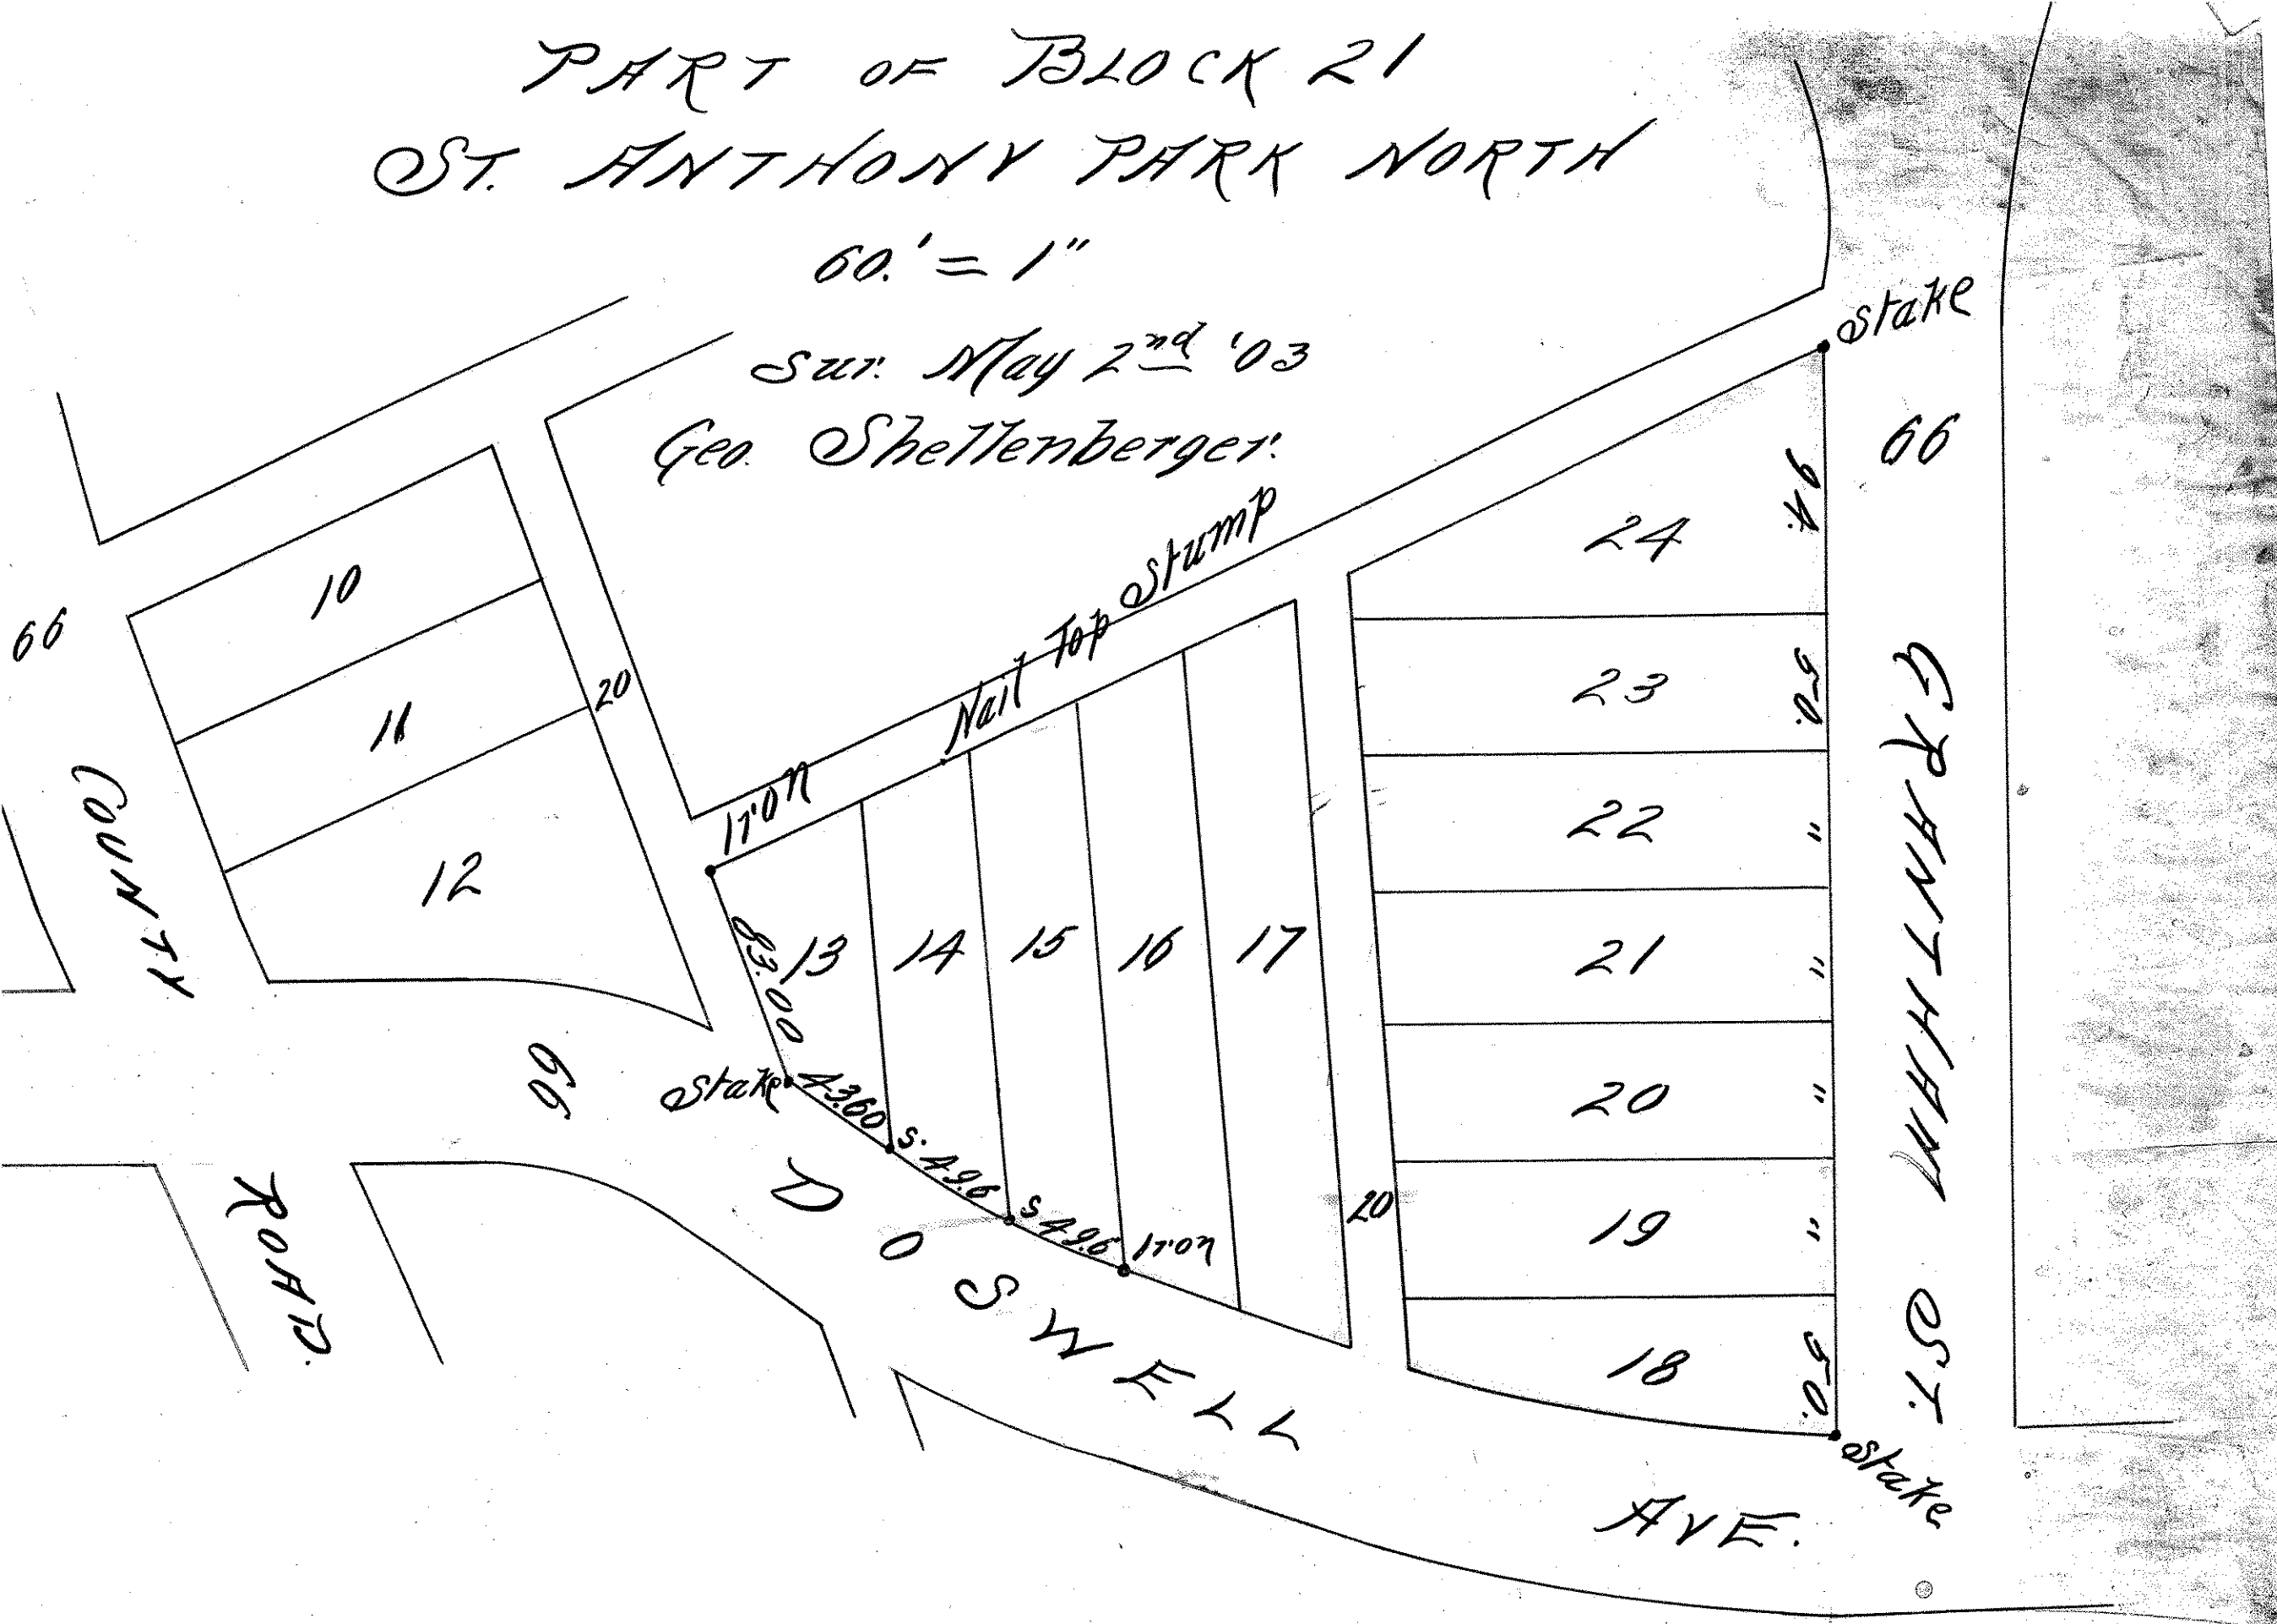 PART OF BLOCK 21
ST. ANTHONY PARK NORTH
60.' = 1"
Sur. May 2nd '03
Geo. Shellenberger.
Stake
66
94.
24
Stump
Top
Nail
Iron
10
66
11
20
12
COUNTY
23
50.
22
"
21
"
20
"
19
"
18
50.
GRANTHAM ST.
13
14
15
16
17
83.00
Stake
43.60
S.
49.6
S
49.6
Iron
20
66
ROAD.
DOSWELL AVE.
Stake